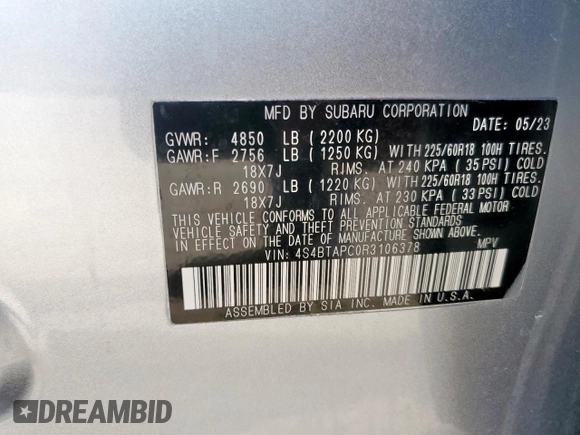 MFD BY SUBARU CORPORATION
DATE: 05/23
GVWR: 4850 LB ( 2200 KG)
GAWR:F 2756 LB ( 1250 KG) WITH 225/60R18 100H TIRES.
18X7J RIMS. AT 240 KPA ( 35 PSI) COLD
GAWR:R 2690 LB ( 1220 KG) WITH 225/60R18 100H TIRES.
18X7J RIMS. AT 230 KPA ( 33 PSI) COLD
THIS VEHICLE CONFORMS TO ALL APPLICABLE FEDERAL MOTOR
VEHICLE SAFETY, BUMPER, AND THEFT PREVENTION STANDARDS
IN EFFECT ON THE DATE OF MANUFACTURE SHOWN ABOVE.
VIN: 4S4BTAPC0R3106378 MPV
ASSEMBLED BY SIA INC. MADE IN U.S.A.
DREAMBID